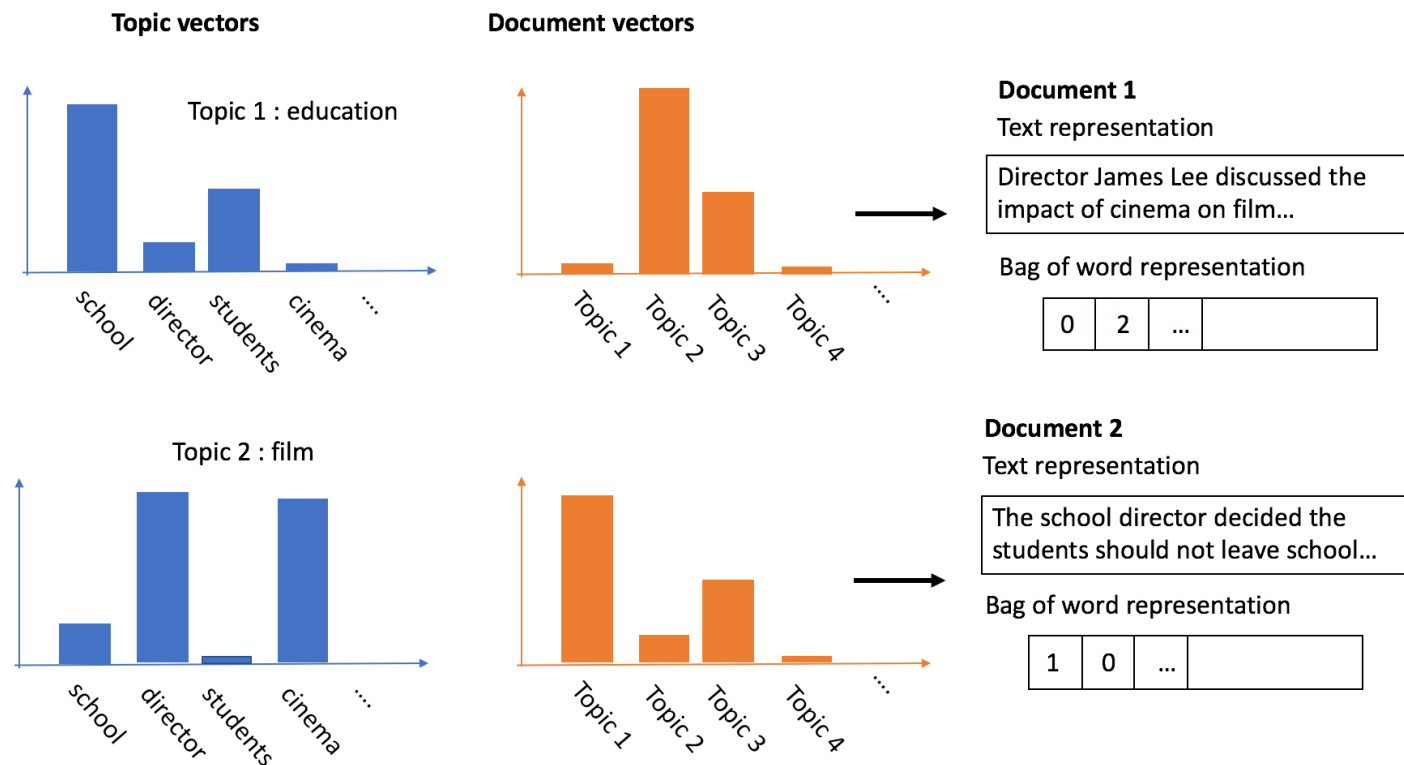 Topic vectors
Document vectors
Topic 1 : education
school
director
students
cinema
....
Topic 1
Topic 2
Topic 3
Topic 4
....
Document 1
Text representation
Director James Lee discussed the
impact of cinema on film...
Bag of word representation
0 2 ...
Topic 2 : film
school
director
students
cinema
....
Topic 1
Topic 2
Topic 3
Topic 4
....
Document 2
Text representation
The school director decided the
students should not leave school...
Bag of word representation
1 0 ...